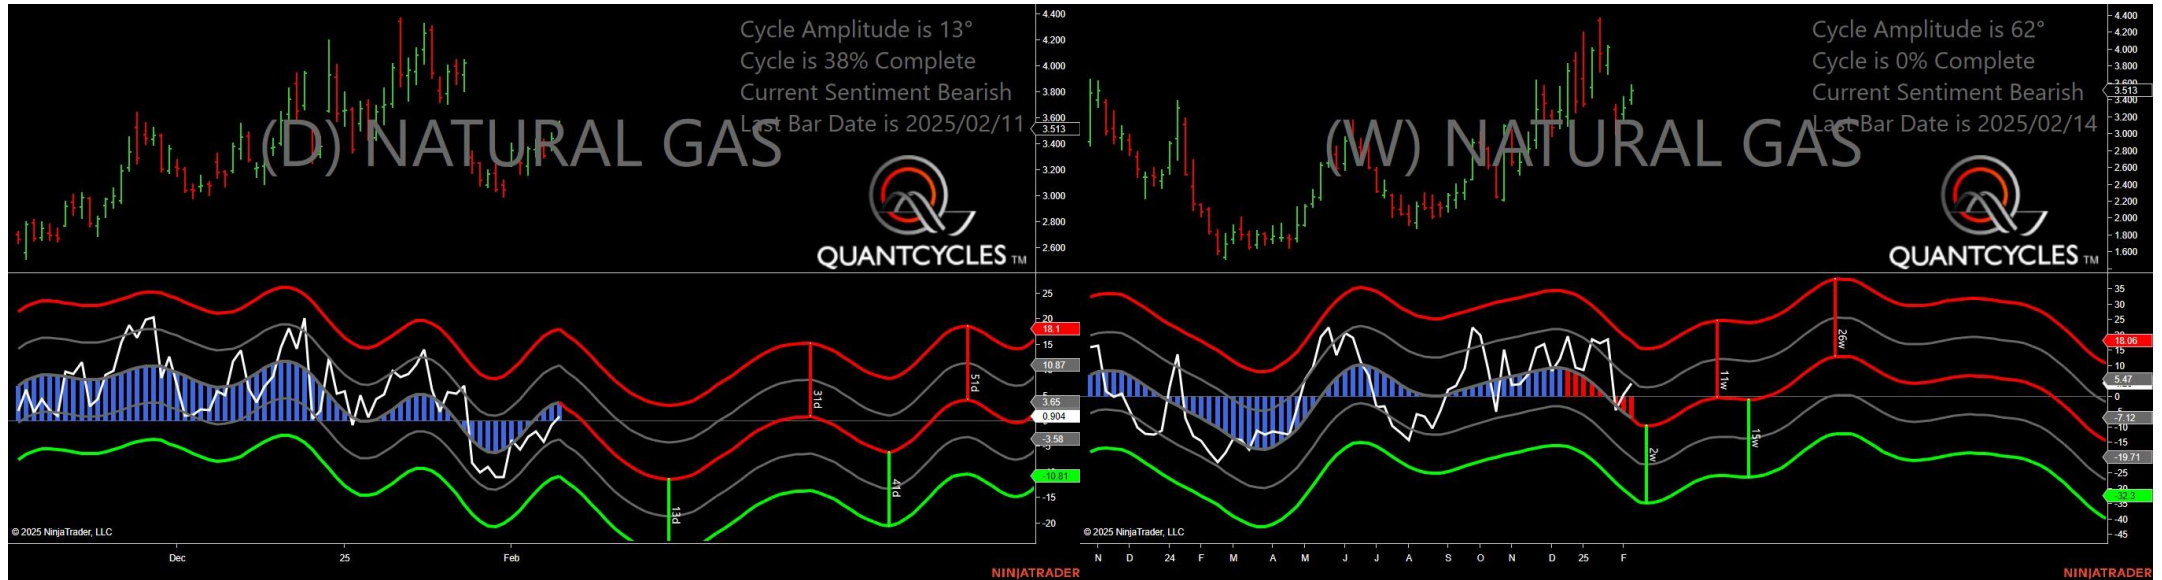 Cycle Amplitude is 13°
Cycle is 38% Complete
Current Sentiment Bearish
Last Bar Date is 2025/02/11
(D) NATURAL GAS
QUANTCYCLES TM
4.400
4.200
4.000
3.800
3.600
3.513
3.400
3.200
3.000
2.800
2.600
25
20
18.1
15
10.87
3.65
0.904
-3.58
-10.81
-15
-20
13d
31d
41d
51d
© 2025 NinjaTrader, LLC
Dec
25
Feb
NINJATRADER
Cycle Amplitude is 62°
Cycle is 0% Complete
Current Sentiment Bearish
Last Bar Date is 2025/02/14
(W) NATURAL GAS
QUANTCYCLES TM
4.400
4.200
4.000
3.800
3.600
3.513
3.400
3.200
3.000
2.800
2.600
2.400
2.200
2.000
1.800
1.600
35
30
25
20
18.06
15
10
5.47
0
-7.12
-10
-15
-19.71
-25
-32.3
-35
-40
-45
2w
11w
15w
26w
© 2025 NinjaTrader, LLC
N D 24 F M A M J J A S O N D 25 F
NINJATRADER